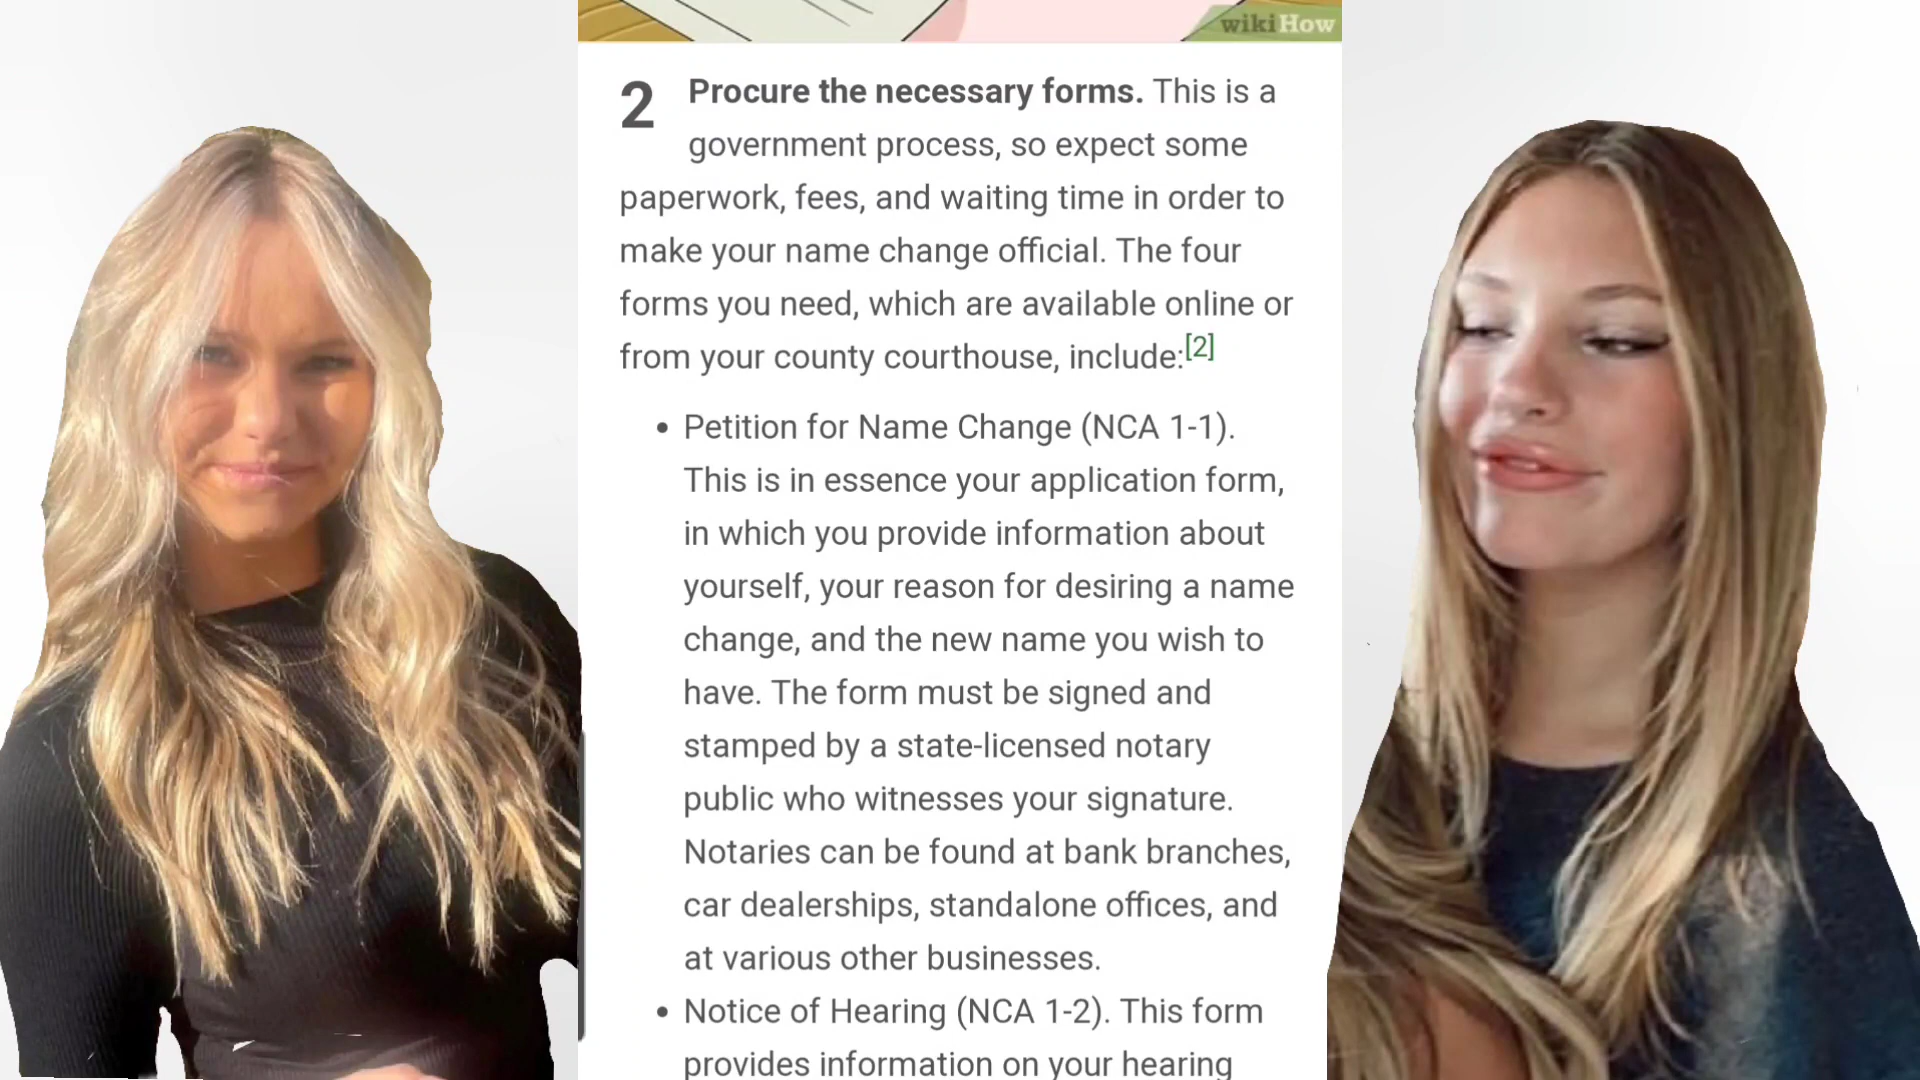 wikiHow
2 Procure the necessary forms. This is a
government process, so expect some
paperwork, fees, and waiting time in order to
make your name change official. The four
forms you need, which are available online or
from your county courthouse, include:[2]
• Petition for Name Change (NCA 1-1).
This is in essence your application form,
in which you provide information about
yourself, your reason for desiring a name
change, and the new name you wish to
have. The form must be signed and
stamped by a state-licensed notary
public who witnesses your signature.
Notaries can be found at bank branches,
car dealerships, standalone offices, and
at various other businesses.
• Notice of Hearing (NCA 1-2). This form
provides information on your hearing